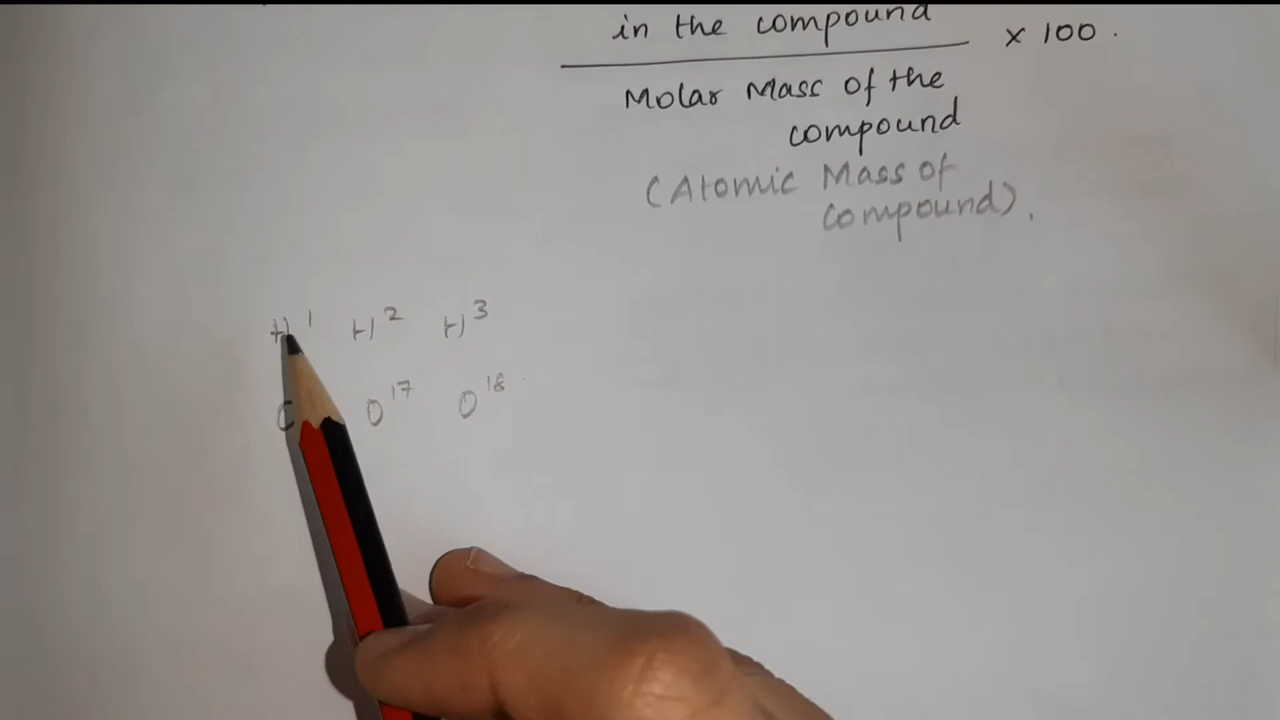 in the compound
× 100.
Molar Mass of the
compound
(Atomic Mass of
compound).
H¹ H² H³
O¹⁷ O¹⁸